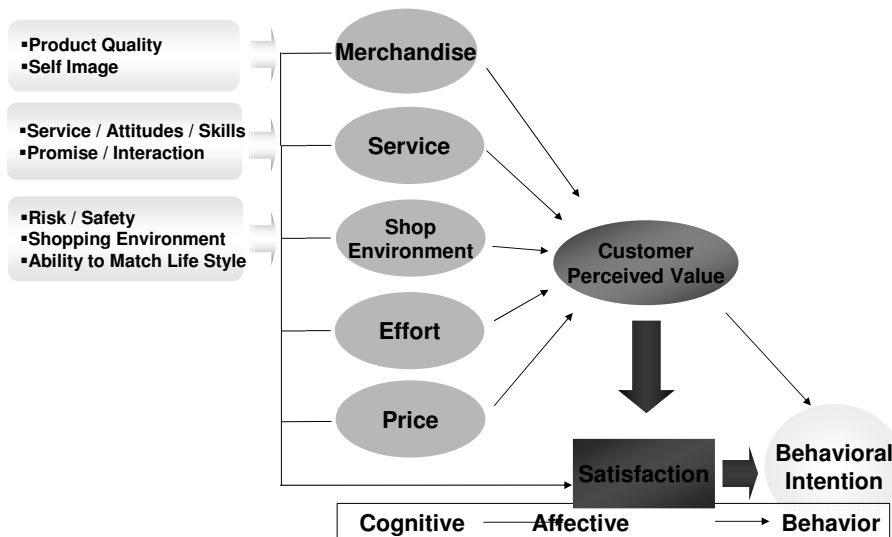 ▪Product Quality
▪Self Image
▪Service / Attitudes / Skills
▪Promise / Interaction
▪Risk / Safety
▪Shopping Environment
▪Ability to Match Life Style
Merchandise
Service
Shop
Environment
Effort
Price
Customer
Perceived Value
Satisfaction
Behavioral
Intention
Cognitive Affective Behavior